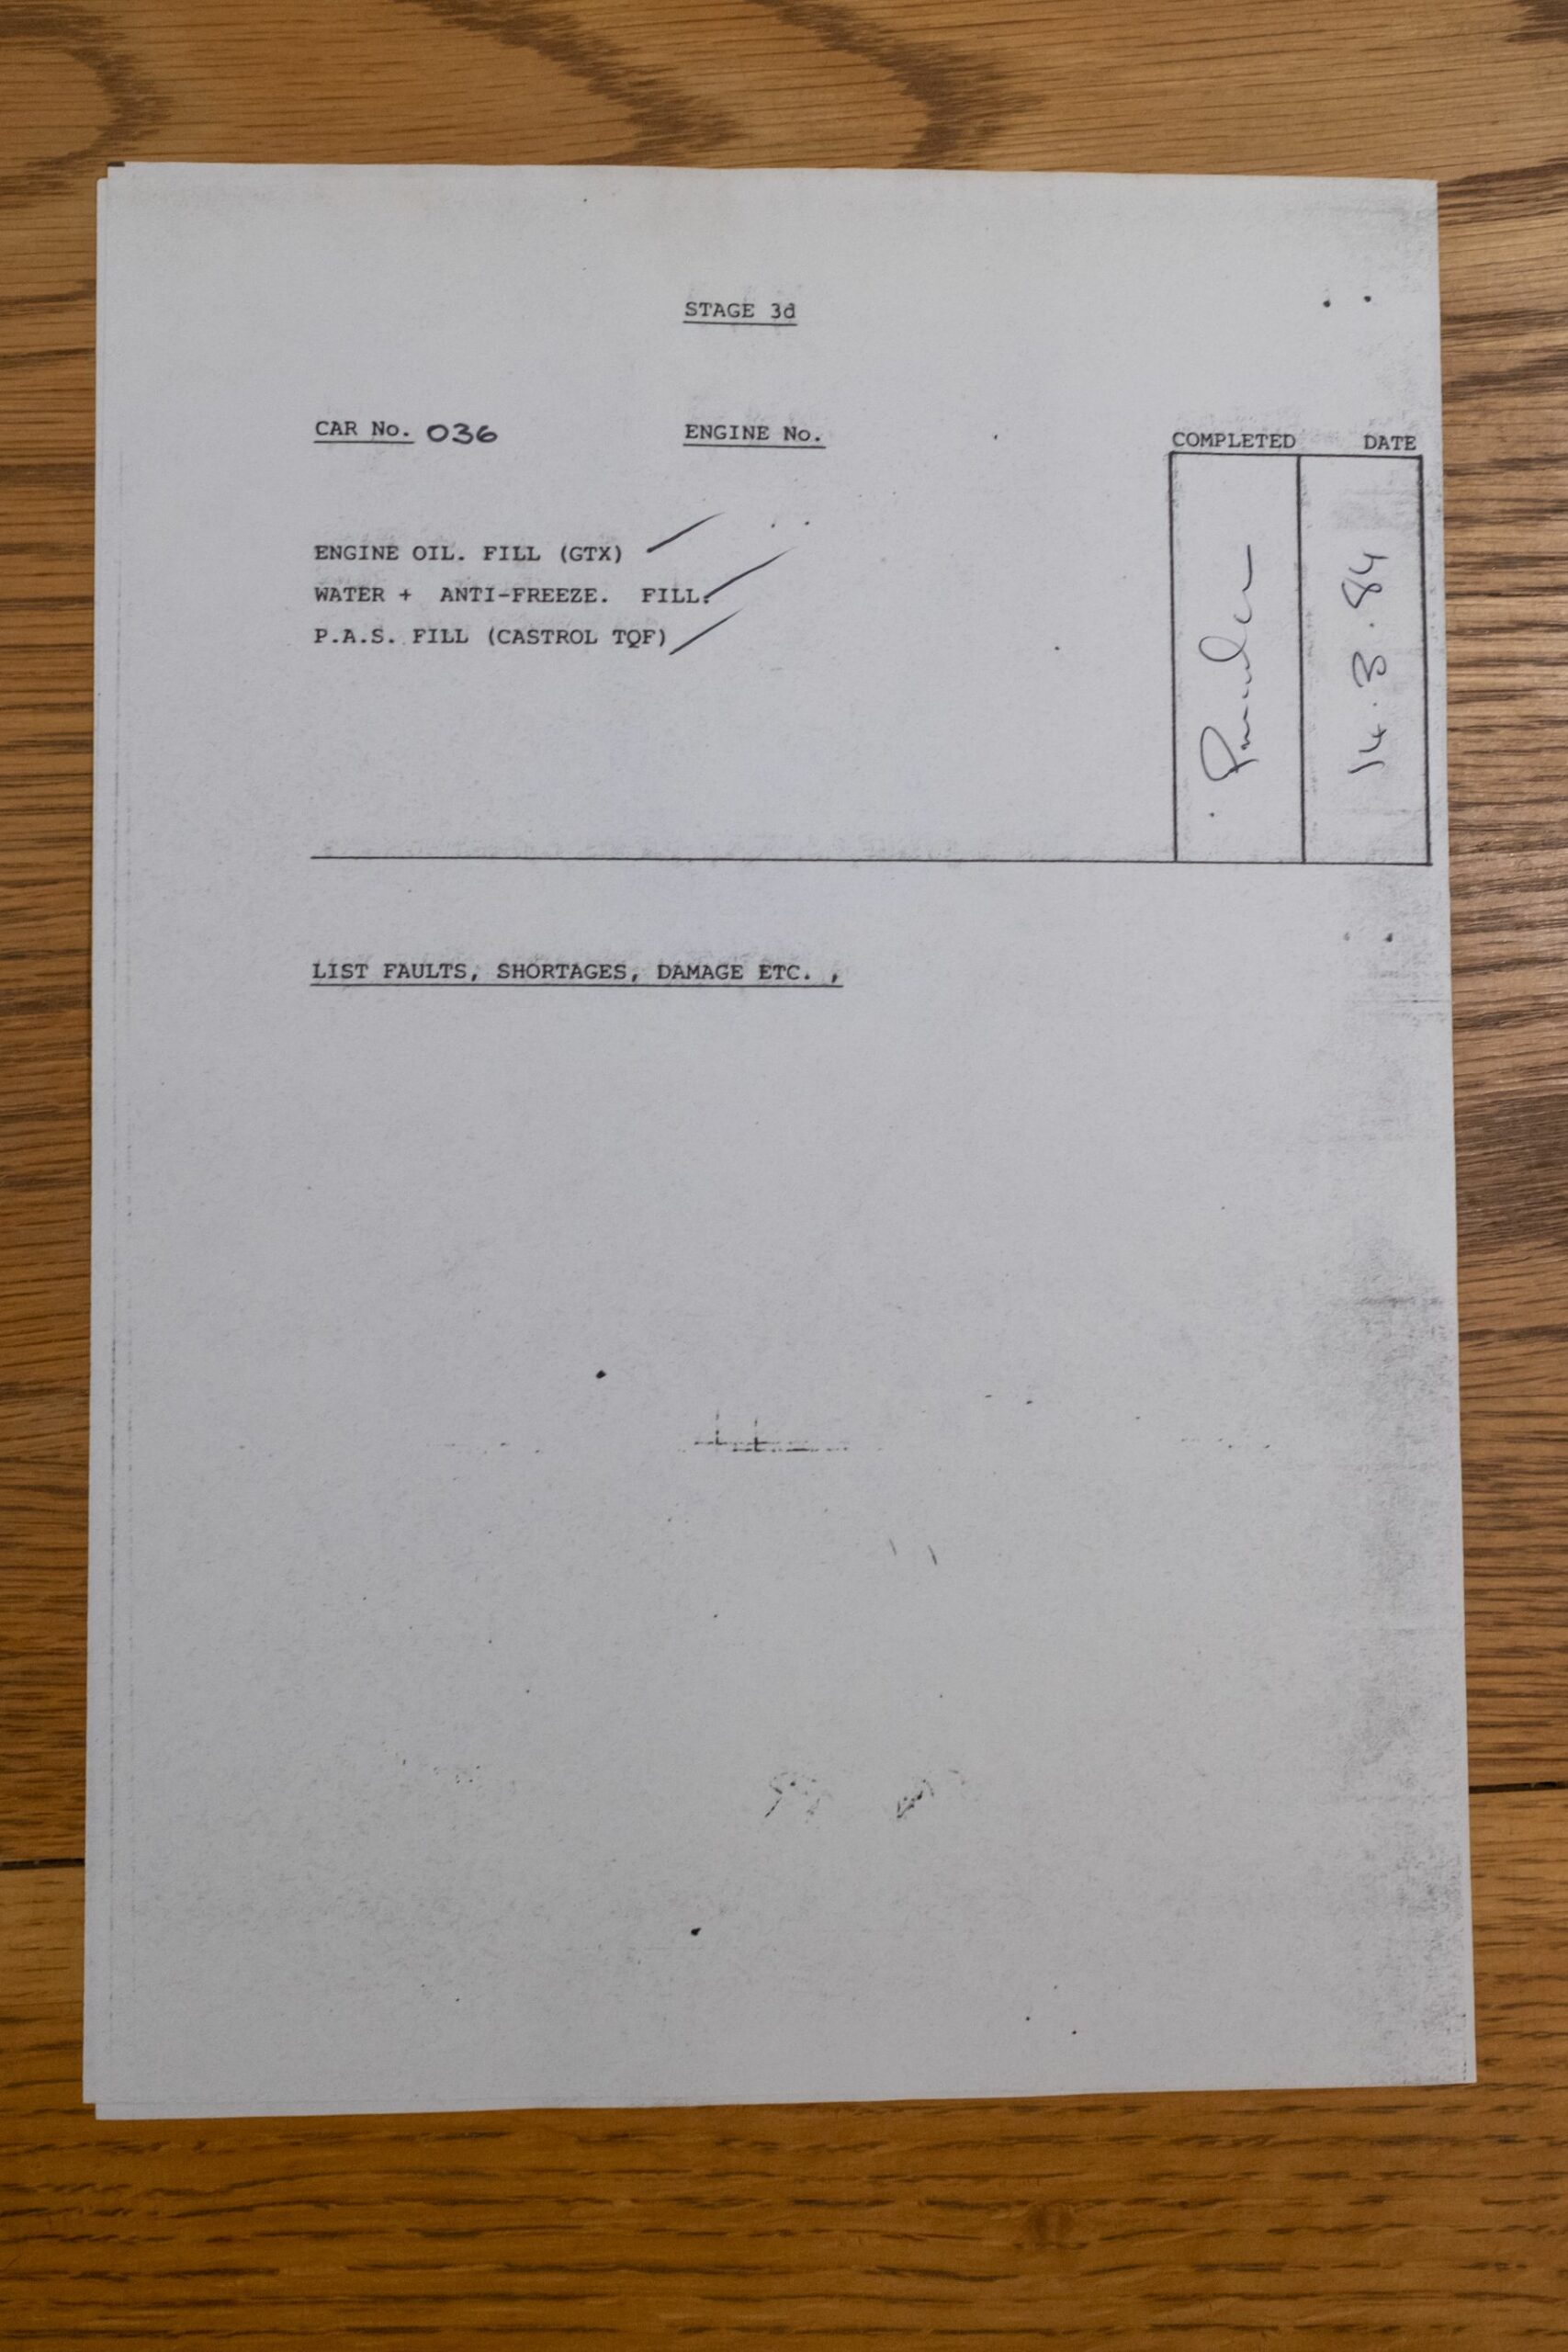 STAGE 3d
CAR No. 036 ENGINE No.
COMPLETED DATE
ENGINE OIL. FILL (GTX)
WATER + ANTI-FREEZE. FILL.
P.A.S. FILL (CASTROL TQF)
14.3.84
LIST FAULTS, SHORTAGES, DAMAGE ETC. ,